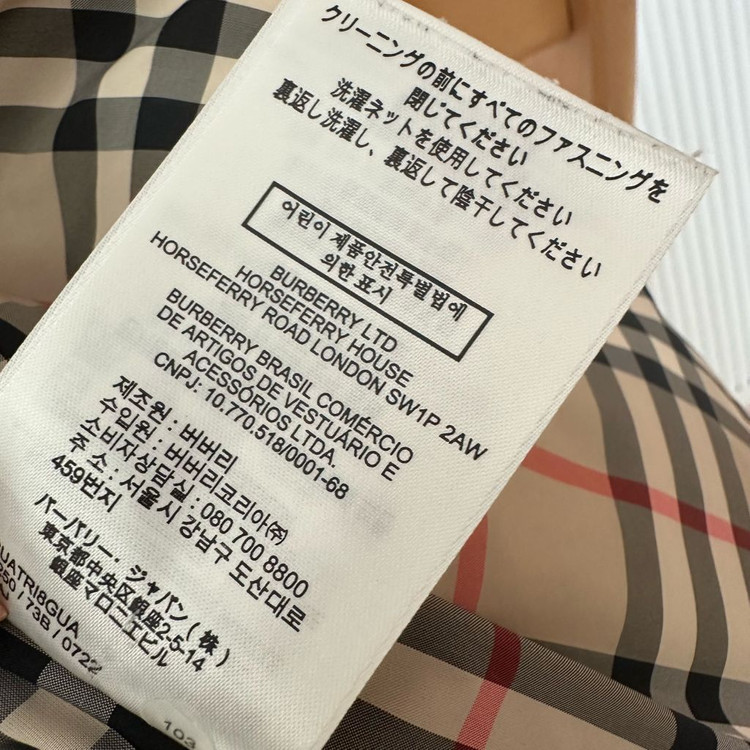 クリーニングの前にすべてのファスニングを
閉じてください
洗濯ネットを使用してください
裏返し洗濯し、裏返して陰干してください
어린이 제품안전특별법에
의한 표시
BURBERRY LTD
HORSEFERRY HOUSE
HORSEFERRY ROAD LONDON SW1P 2AW
BURBERRY BRASIL COMÉRCIO
DE ARTIGOS DE VESTUÁRIO E
ACESSÓRIOS LTDA.
CNPJ: 10.770.518/0001-68
제조원 : 버버리
수입원 : 버버리코리아㈜
소비자상담실 : 080 700 8800
주 소 : 서울시 강남구 도산대로
459번지
バーバリー・ジャパン(株)
東京都中央区銀座2-5-14
銀座マロニエビル
UATRI8GUA
/ 73B / 0722
103